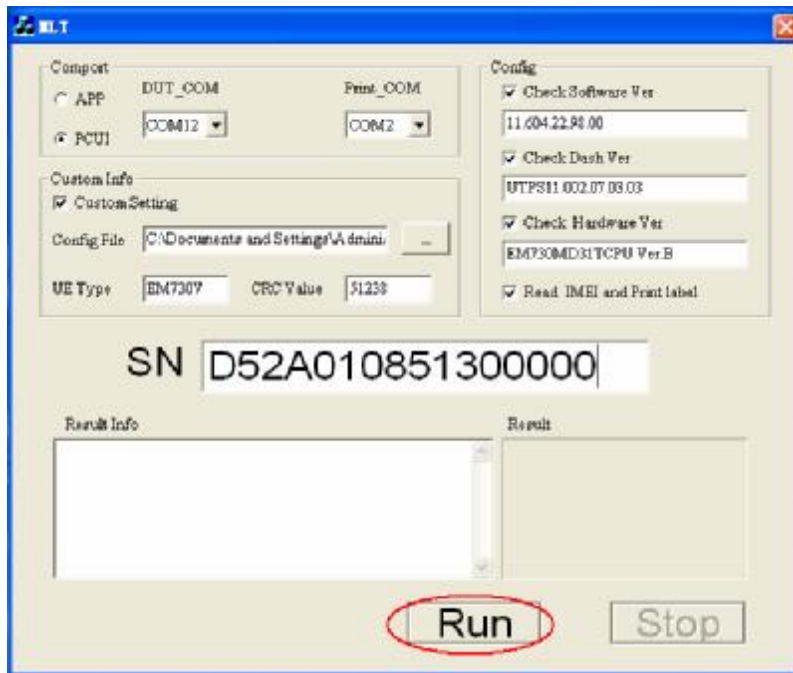 MLT
Comport
APP
PCUI
DUT_COM
COM12
Print_COM
COM2
Custom Info
Custom Setting
Config File
C:\Documents and Settings\Admini
...
UE Type
CRC Value
51238
Config
Check Software Ver
11.604.22.98.00
Check Dash Ver
UTPS11.002.07.03.03
Check Hardware Ver
EM730MD31TCPU Ver.B
Read IMEI and Print label
SN D52A010851300000
Result Info
Result
Run
Stop